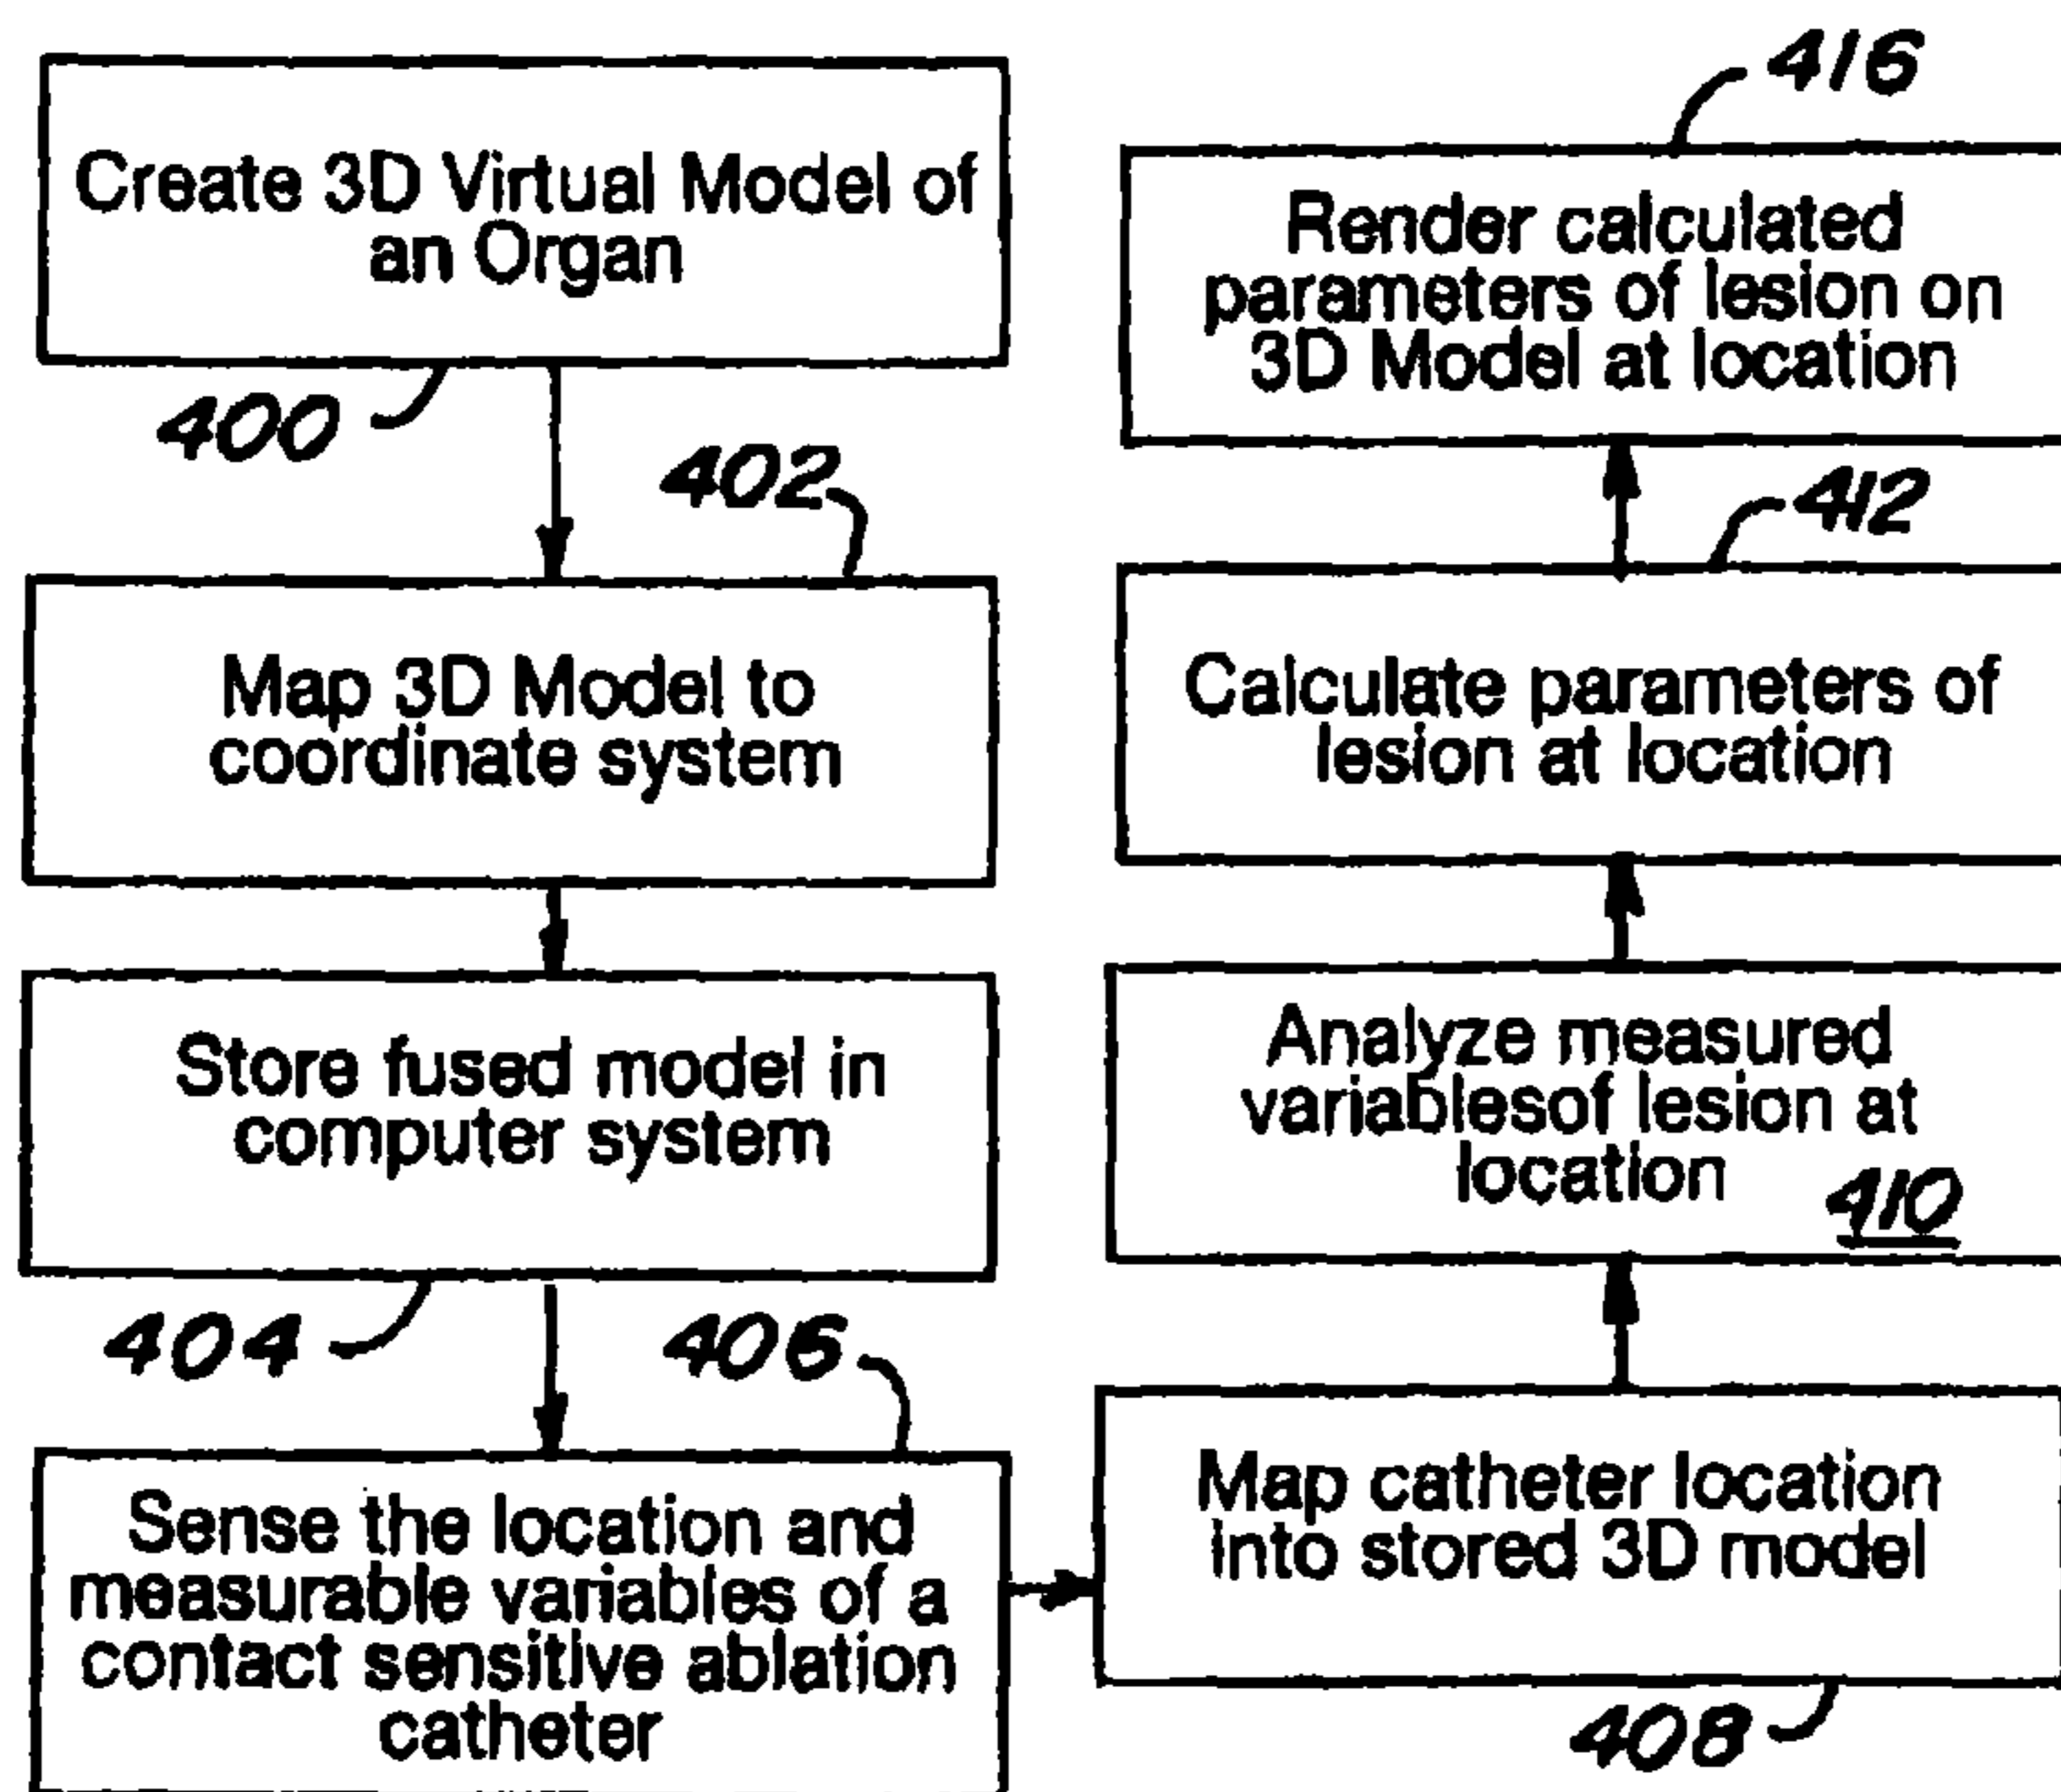 Create 3D Virtual Model of
an Organ
400
402
Map 3D Model to
coordinate system
Store fused model in
computer system
404
406
Sense the location and
measurable variables of a
contact sensitive ablation
catheter
416
Render calculated
parameters of lesion on
3D Model at location
412
Calculate parameters of
lesion at location
Analyze measured
variablesof lesion at
location
410
Map catheter location
into stored 3D model
408